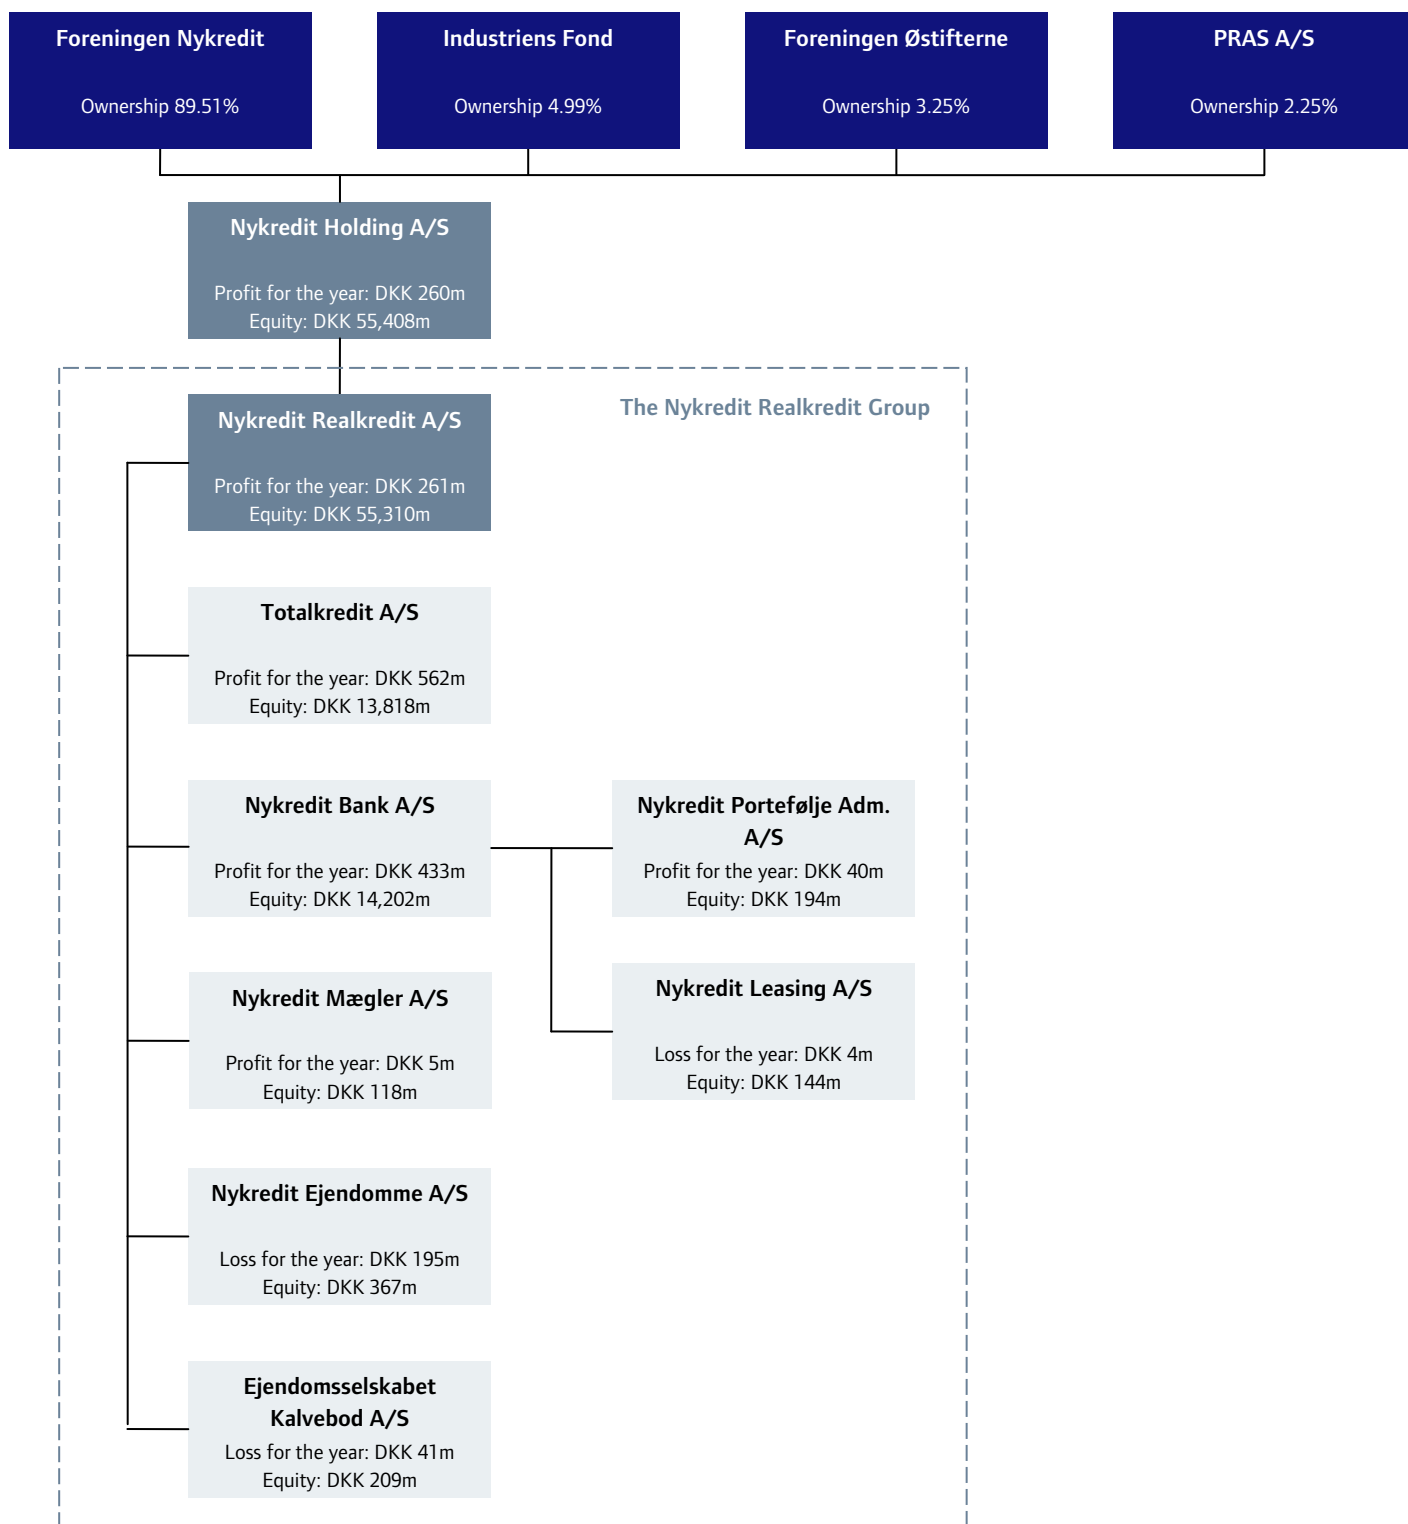 Foreningen Nykredit
Ownership 89.51%
Industriens Fond
Ownership 4.99%
Foreningen Østifterne
Ownership 3.25%
PRAS A/S
Ownership 2.25%
Nykredit Holding A/S
Profit for the year: DKK 260m
Equity: DKK 55,408m
The Nykredit Realkredit Group
Nykredit Realkredit A/S
Profit for the year: DKK 261m
Equity: DKK 55,310m
Totalkredit A/S
Profit for the year: DKK 562m
Equity: DKK 13,818m
Nykredit Bank A/S
Profit for the year: DKK 433m
Equity: DKK 14,202m
Nykredit Portefølje Adm.
A/S
Profit for the year: DKK 40m
Equity: DKK 194m
Nykredit Mægler A/S
Profit for the year: DKK 5m
Equity: DKK 118m
Nykredit Leasing A/S
Loss for the year: DKK 4m
Equity: DKK 144m
Nykredit Ejendomme A/S
Loss for the year: DKK 195m
Equity: DKK 367m
Ejendomsselskabet
Kalvebod A/S
Loss for the year: DKK 41m
Equity: DKK 209m